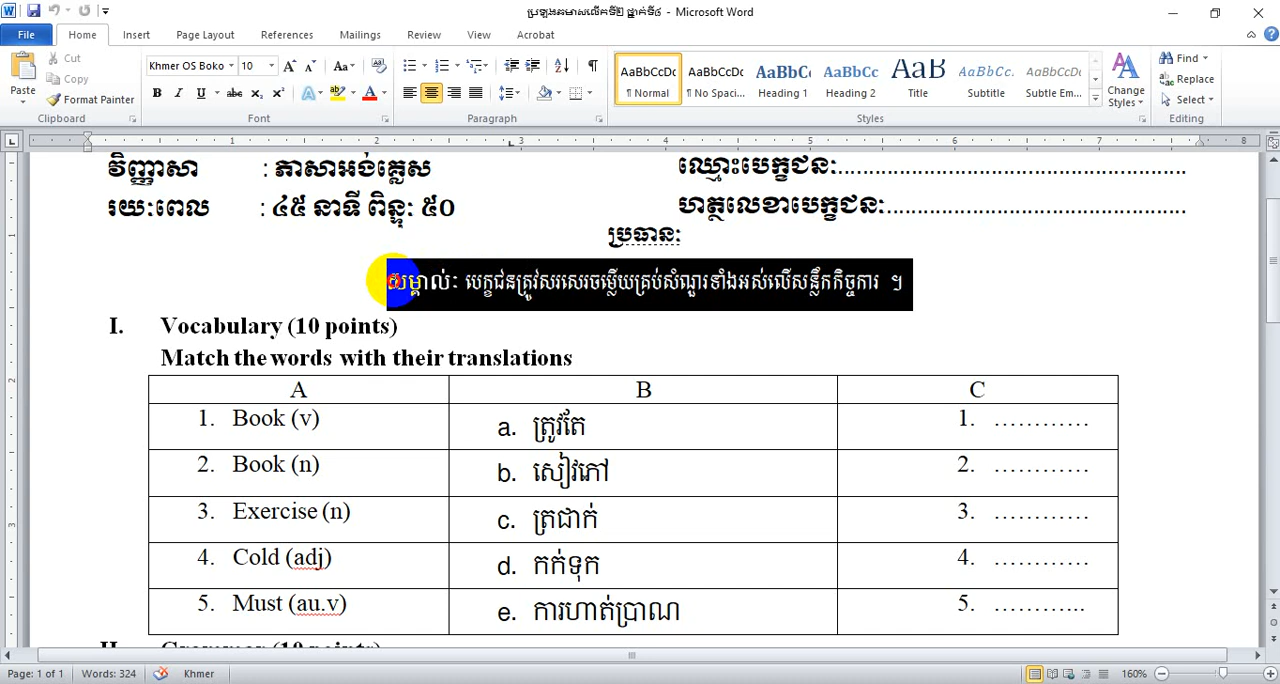 ប្រឡងឆមាសលើកទី២ ថ្នាក់ទី៨ - Microsoft Word
File Home Insert Page Layout References Mailings Review View Acrobat
Paste Cut Copy Format Painter
Khmer OS Boko 10
AaBbCcDc AaBbCcDc AaBbC AaBbCc AaB AaBbCc. AaBbCcDc
¶ Normal ¶ No Spaci... Heading 1 Heading 2 Title Subtitle Subtle Em...
Change Styles
Find Replace Select
Clipboard Font Paragraph Styles Editing
វិញ្ញាសា : ភាសាអង់គ្លេស ឈ្មោះបេក្ខជនៈ
រយៈពេល : ៤៥ នាទី ពិន្ទុៈ ៥០ ហត្ថលេខាបេក្ខជនៈ
ប្រធានៈ
សម្គាល់ៈ បេក្ខជនត្រូវសរសេរចម្លើយគ្រប់សំណួរទាំងអស់លើសន្លឹកកិច្ចការ ។
I. Vocabulary (10 points)
Match the words with their translations
A B C
1. Book (v) a. ត្រូវតែ 1. …………
2. Book (n) b. សៀវភៅ 2. …………
3. Exercise (n) c. ត្រជាក់ 3. …………
4. Cold (adj) d. កក់ទុក 4. …………
5. Must (au.v) e. ការហាត់ប្រាណ 5. ………..
Page: 1 of 1 Words: 324 Khmer 160%